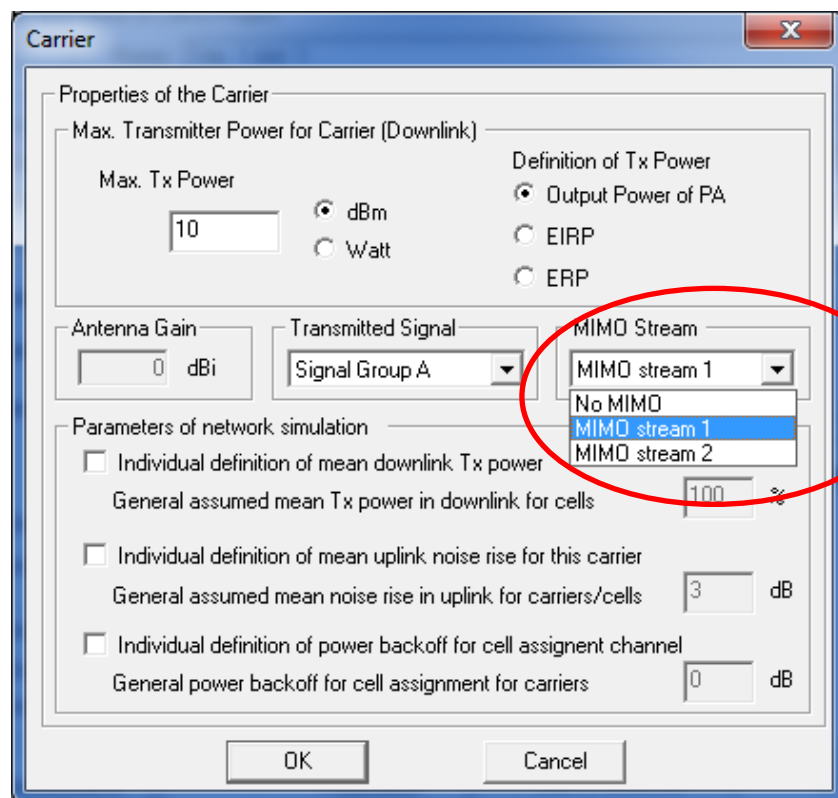 Carrier
Properties of the Carrier
Max. Transmitter Power for Carrier (Downlink)
Max. Tx Power
10
dBm
Watt
Definition of Tx Power
Output Power of PA
EIRP
ERP
Antenna Gain
0 dBi
Transmitted Signal
Signal Group A
MIMO Stream
MIMO stream 1
No MIMO
MIMO stream 1
MIMO stream 2
Parameters of network simulation
Individual definition of mean downlink Tx power
General assumed mean Tx power in downlink for cells 100 %
Individual definition of mean uplink noise rise for this carrier
General assumed mean noise rise in uplink for carriers/cells 3 dB
Individual definition of power backoff for cell assignent channel
General power backoff for cell assignment for carriers 0 dB
OK
Cancel